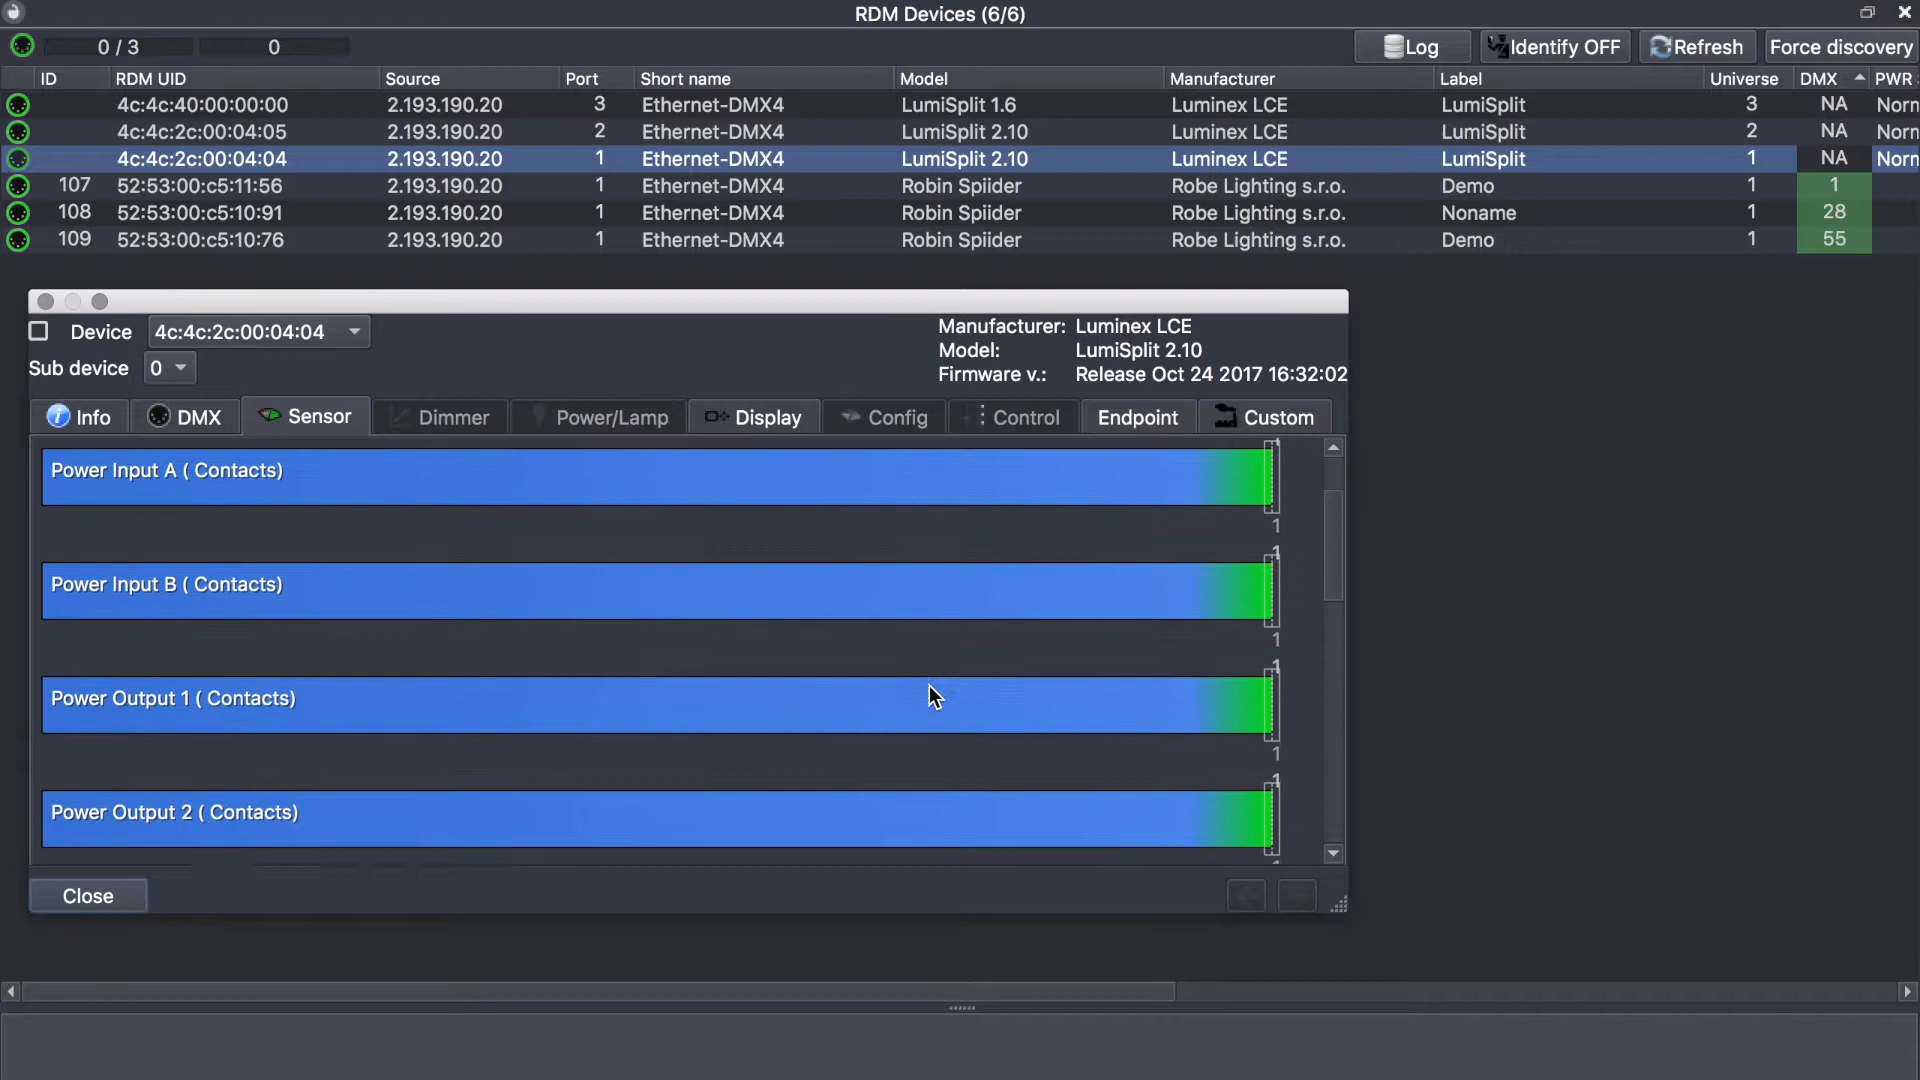 RDM Devices (6/6)
0 / 3 0 Log Identify OFF Refresh Force discovery
ID RDM UID Source Port Short name Model Manufacturer Label Universe DMX PWR
4c:4c:40:00:00:00 2.193.190.20 3 Ethernet-DMX4 LumiSplit 1.6 Luminex LCE LumiSplit 3 NA Norn
4c:4c:2c:00:04:05 2.193.190.20 2 Ethernet-DMX4 LumiSplit 2.10 Luminex LCE LumiSplit 2 NA Norn
4c:4c:2c:00:04:04 2.193.190.20 1 Ethernet-DMX4 LumiSplit 2.10 Luminex LCE LumiSplit 1 NA Norn
107 52:53:00:c5:11:56 2.193.190.20 1 Ethernet-DMX4 Robin Spiider Robe Lighting s.r.o. Demo 1 1
108 52:53:00:c5:10:91 2.193.190.20 1 Ethernet-DMX4 Robin Spiider Robe Lighting s.r.o. Noname 1 28
109 52:53:00:c5:10:76 2.193.190.20 1 Ethernet-DMX4 Robin Spiider Robe Lighting s.r.o. Demo 1 55
Device 4c:4c:2c:00:04:04
Sub device 0
Manufacturer: Luminex LCE
Model: LumiSplit 2.10
Firmware v.: Release Oct 24 2017 16:32:02
Info DMX Sensor Dimmer Power/Lamp Display Config Control Endpoint Custom
1
Power Input A ( Contacts)
1
1
Power Input B ( Contacts)
1
1
Power Output 1 ( Contacts)
1
1
Power Output 2 ( Contacts)
Close